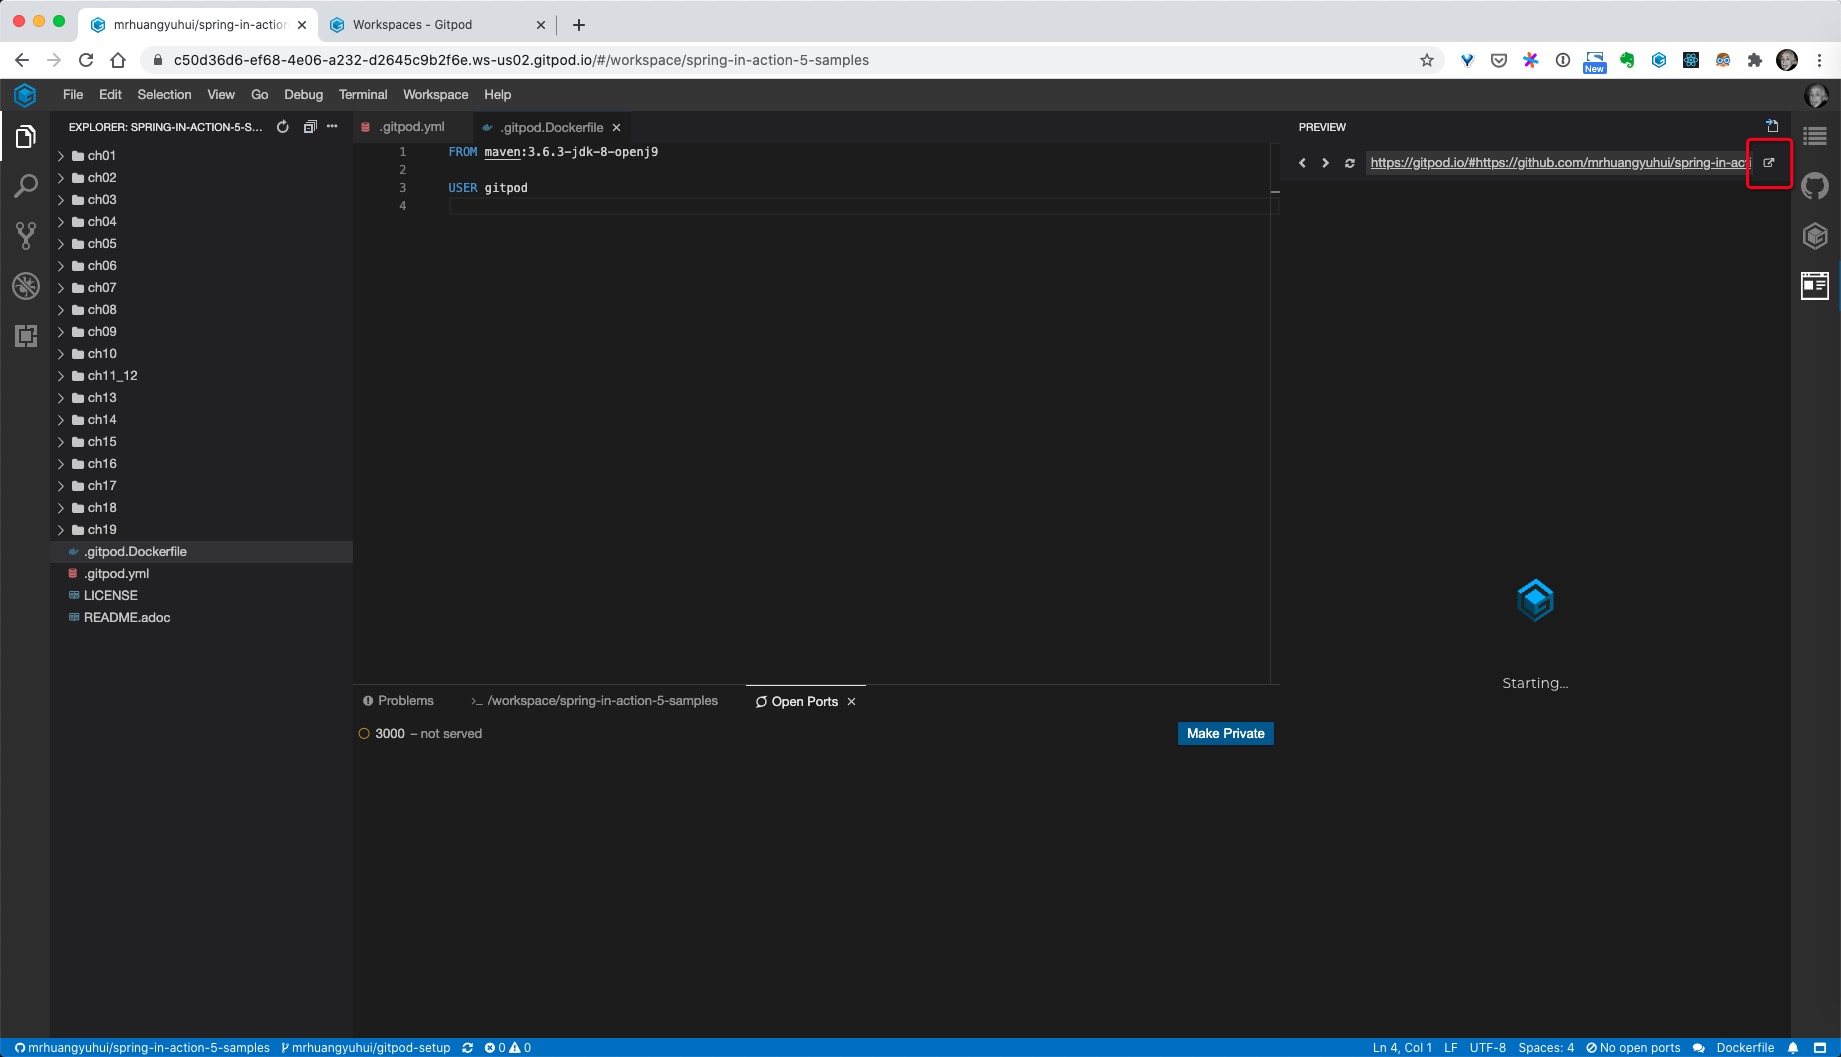 mrhuangyuhui/spring-in-action
Workspaces - Gitpod
c50d36d6-ef68-4e06-a232-d2645c9b2f6e.ws-us02.gitpod.io/#/workspace/spring-in-action-5-samples
New
File Edit Selection View Go Debug Terminal Workspace Help
EXPLORER: SPRING-IN-ACTION-5-S...
.gitpod.yml
.gitpod.Dockerfile
PREVIEW
https://gitpod.io/#https://github.com/mrhuangyuhui/spring-in-acti
1 FROM maven:3.6.3-jdk-8-openj9
2
3 USER gitpod
4
ch01
ch02
ch03
ch04
ch05
ch06
ch07
ch08
ch09
ch10
ch11_12
ch13
ch14
ch15
ch16
ch17
ch18
ch19
.gitpod.Dockerfile
.gitpod.yml
LICENSE
README.adoc
Starting...
Problems
>_ /workspace/spring-in-action-5-samples
Open Ports
3000 – not served
Make Private
mrhuangyuhui/spring-in-action-5-samples mrhuangyuhui/gitpod-setup 0 0
Ln 4, Col 1 LF UTF-8 Spaces: 4 No open ports Dockerfile